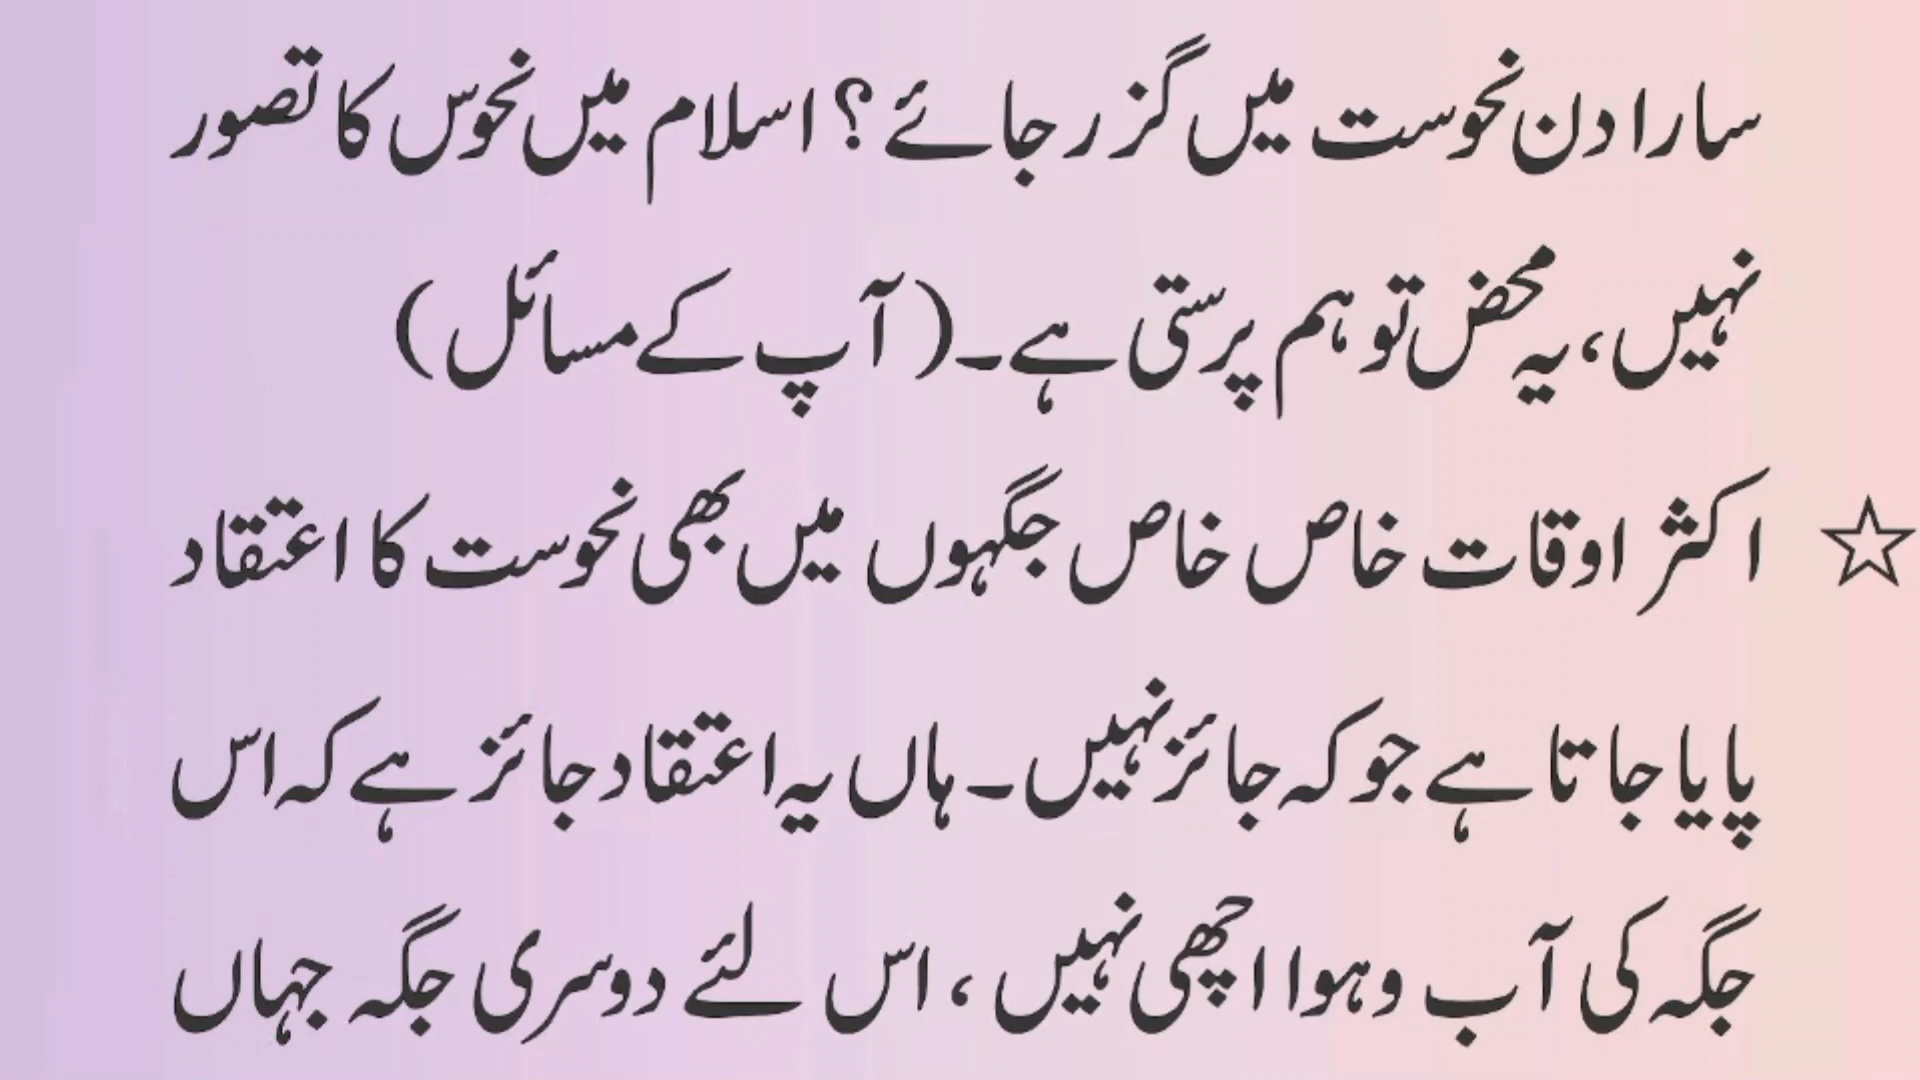 سارا دن نحوست میں گزر جائے؟ اسلام میں نحوس کا تصور
نہیں، یہ محض توہم پرستی ہے۔ (آپ کے مسائل)
☆ اکثر اوقات خاص خاص جگہوں میں بھی نحوست کا اعتقاد
پایا جاتا ہے جو کہ جائز نہیں۔ ہاں یہ اعتقاد جائز ہے کہ اس
جگہ کی آب و ہوا اچھی نہیں، اس لئے دوسری جگہ جہاں